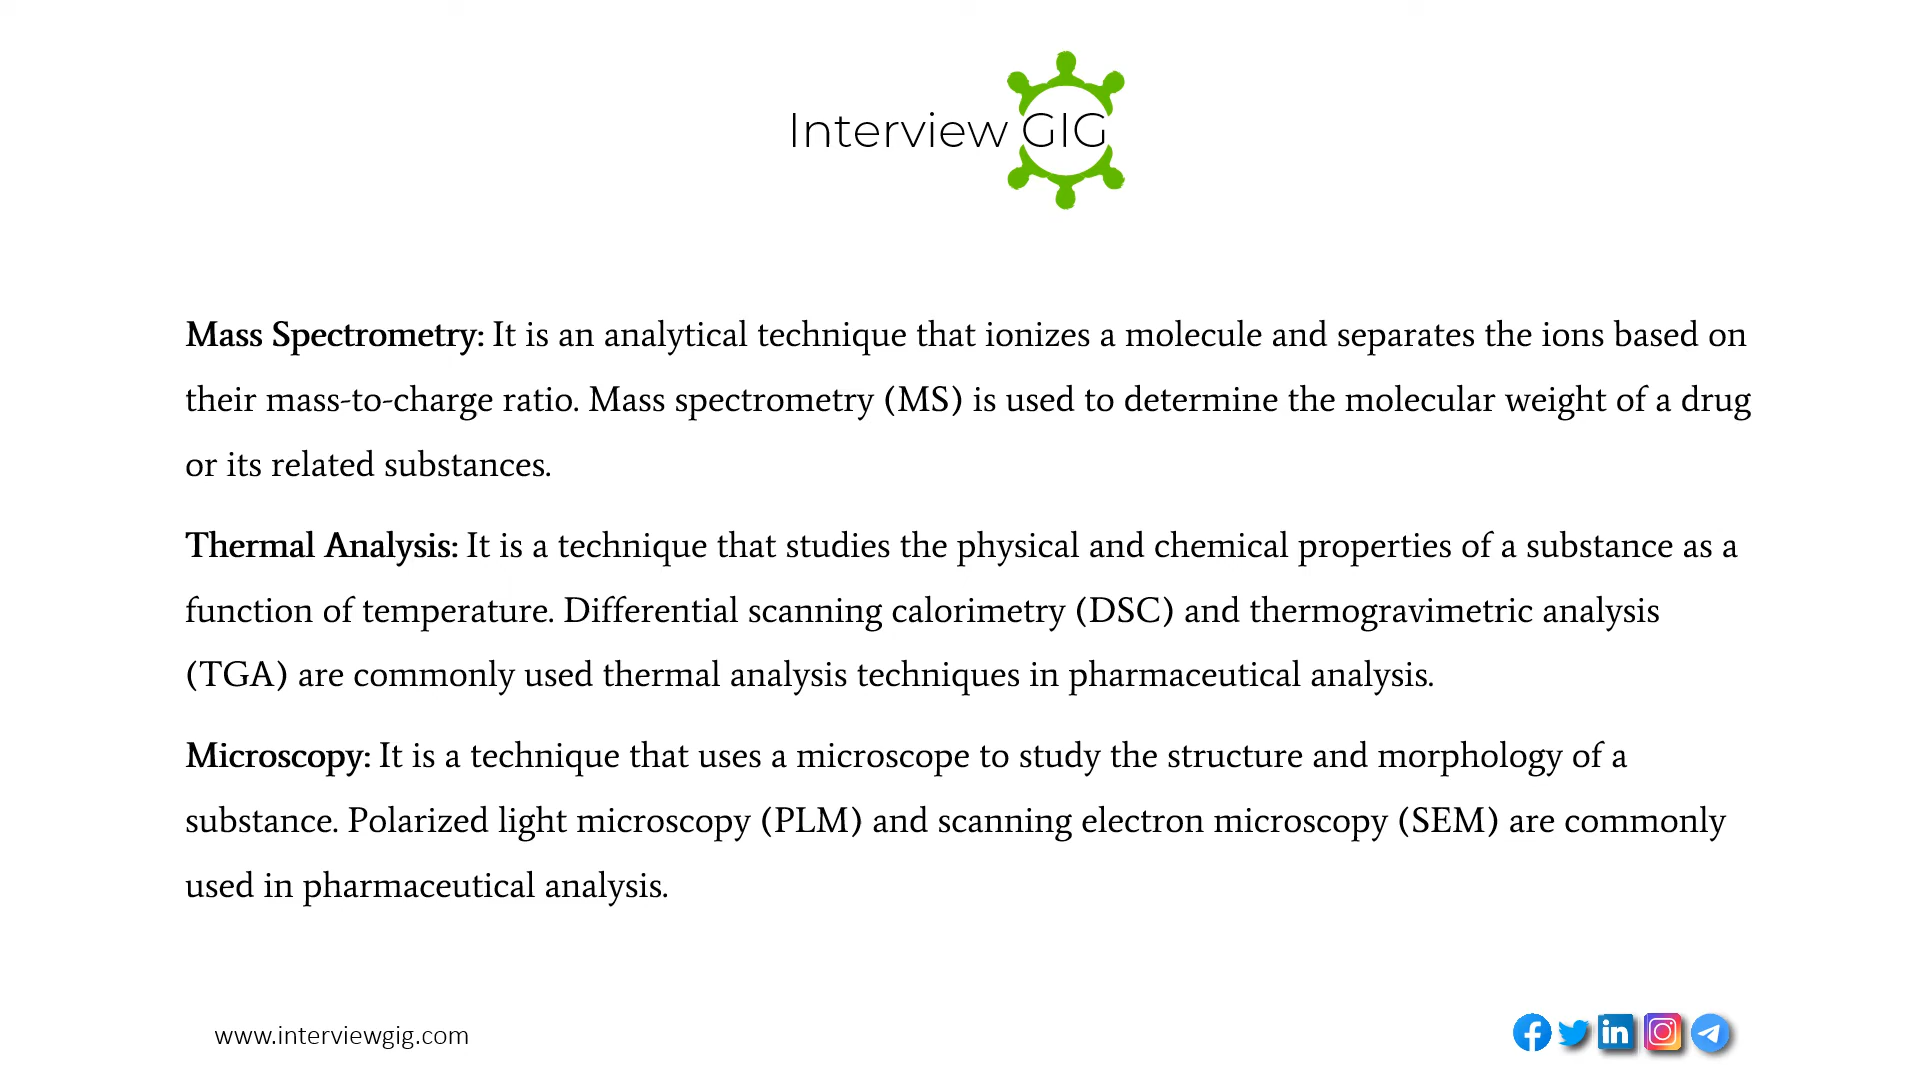 Interview GIG
Mass Spectrometry: It is an analytical technique that ionizes a molecule and separates the ions based on
their mass-to-charge ratio. Mass spectrometry (MS) is used to determine the molecular weight of a drug
or its related substances.
Thermal Analysis: It is a technique that studies the physical and chemical properties of a substance as a
function of temperature. Differential scanning calorimetry (DSC) and thermogravimetric analysis
(TGA) are commonly used thermal analysis techniques in pharmaceutical analysis.
Microscopy: It is a technique that uses a microscope to study the structure and morphology of a
substance. Polarized light microscopy (PLM) and scanning electron microscopy (SEM) are commonly
used in pharmaceutical analysis.
www.interviewgig.com